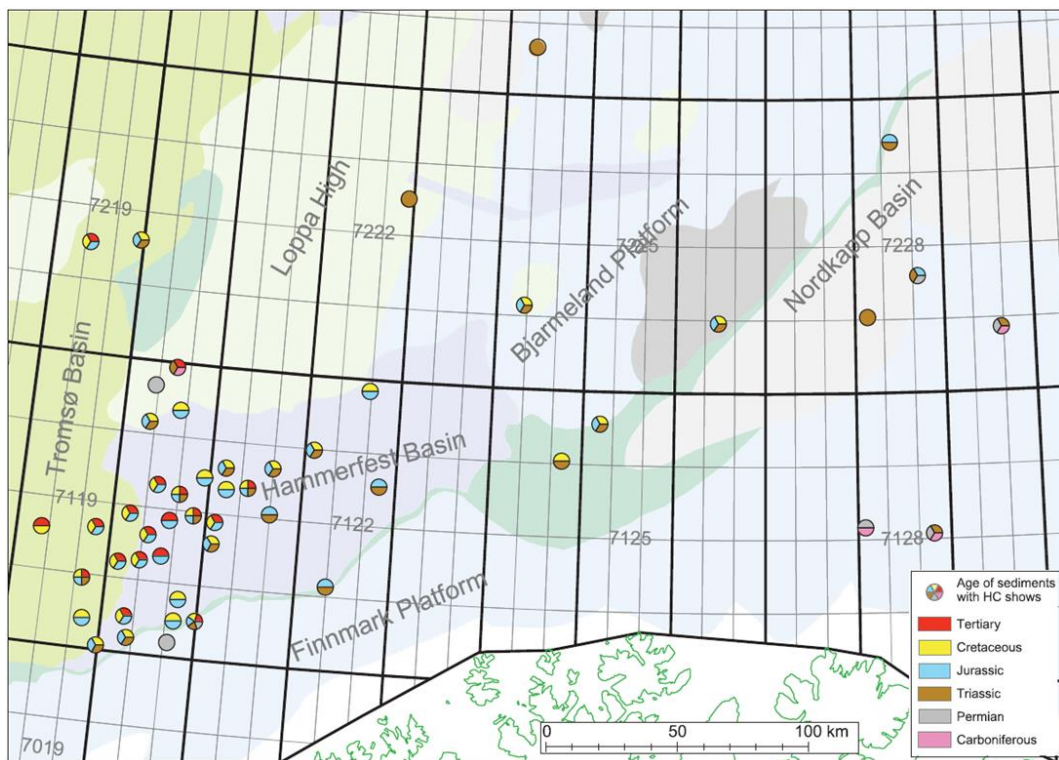 7219
Loppa High
7222
7225
Bjarmeland Platform
Nordkapp Basin
7228
Tromsø Basin
Hammerfest Basin
7119
7122
7125
7128
Finnmark Platform
7019
Age of sediments
with HC shows
Tertiary
Cretaceous
Jurassic
Triassic
Permian
Carboniferous
0
50
100 km